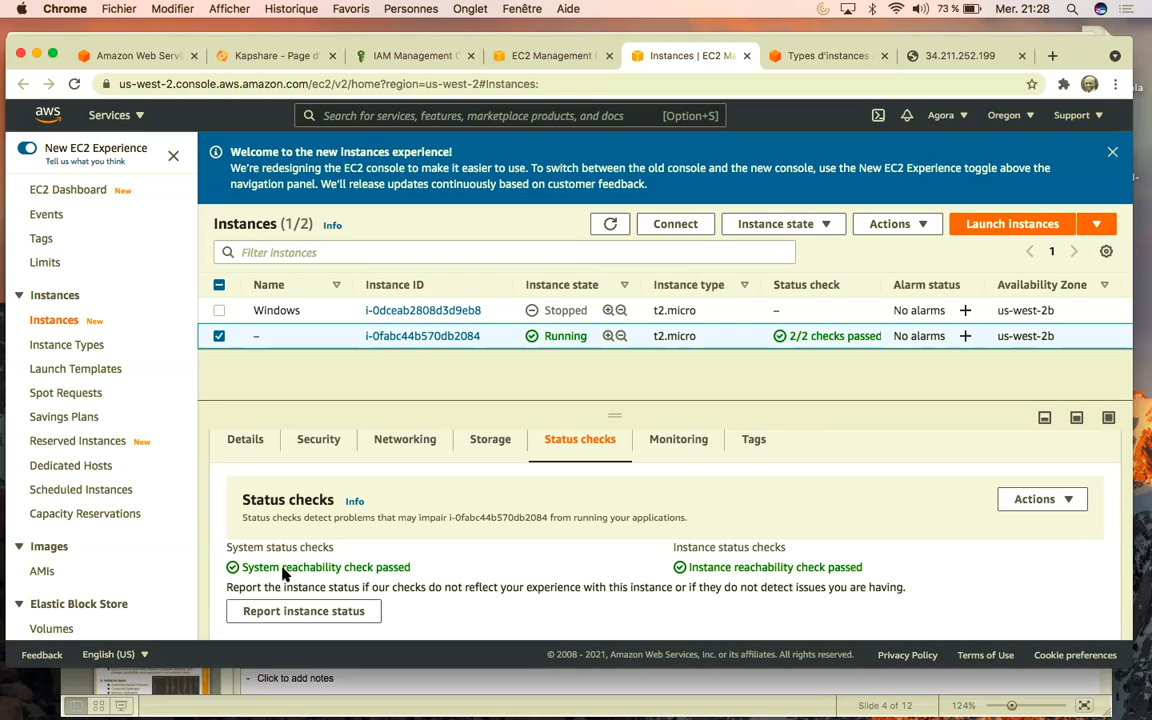 Chrome Fichier Modifier Afficher Historique Favoris Personnes Onglet Fenêtre Aide 73 % Mer. 21:28
Amazon Web Servi Kapshare - Page d' IAM Management C EC2 Management C Instances | EC2 Ma Types d'instances 34.211.252.199
us-west-2.console.aws.amazon.com/ec2/v2/home?region=us-west-2#Instances:
aws Services Search for services, features, marketplace products, and docs [Option+S] Agora Oregon Support
New EC2 Experience
Tell us what you think
Welcome to the new instances experience!
We're redesigning the EC2 console to make it easier to use. To switch between the old console and the new console, use the New EC2 Experience toggle above the
navigation panel. We'll release updates continuously based on customer feedback.
EC2 Dashboard New
Events
Tags
Limits
Instances
Instances New
Instance Types
Launch Templates
Spot Requests
Savings Plans
Reserved Instances New
Dedicated Hosts
Scheduled Instances
Capacity Reservations
Images
AMIs
Elastic Block Store
Volumes
Instances (1/2) Info Connect Instance state Actions Launch instances
Filter instances 1
Name Instance ID Instance state Instance type Status check Alarm status Availability Zone
Windows i-0dceab2808d3d9eb8 Stopped t2.micro – No alarms + us-west-2b
– i-0fabc44b570db2084 Running t2.micro 2/2 checks passed No alarms + us-west-2b
Details Security Networking Storage Status checks Monitoring Tags
Status checks Info Actions
Status checks detect problems that may impair i-0fabc44b570db2084 from running your applications.
System status checks Instance status checks
System reachability check passed Instance reachability check passed
Report the instance status if our checks do not reflect your experience with this instance or if they do not detect issues you are having.
Report instance status
Feedback English (US) © 2008 - 2021, Amazon Web Services, Inc. or its affiliates. All rights reserved. Privacy Policy Terms of Use Cookie preferences
- Click to add notes
Slide 4 of 12 124%